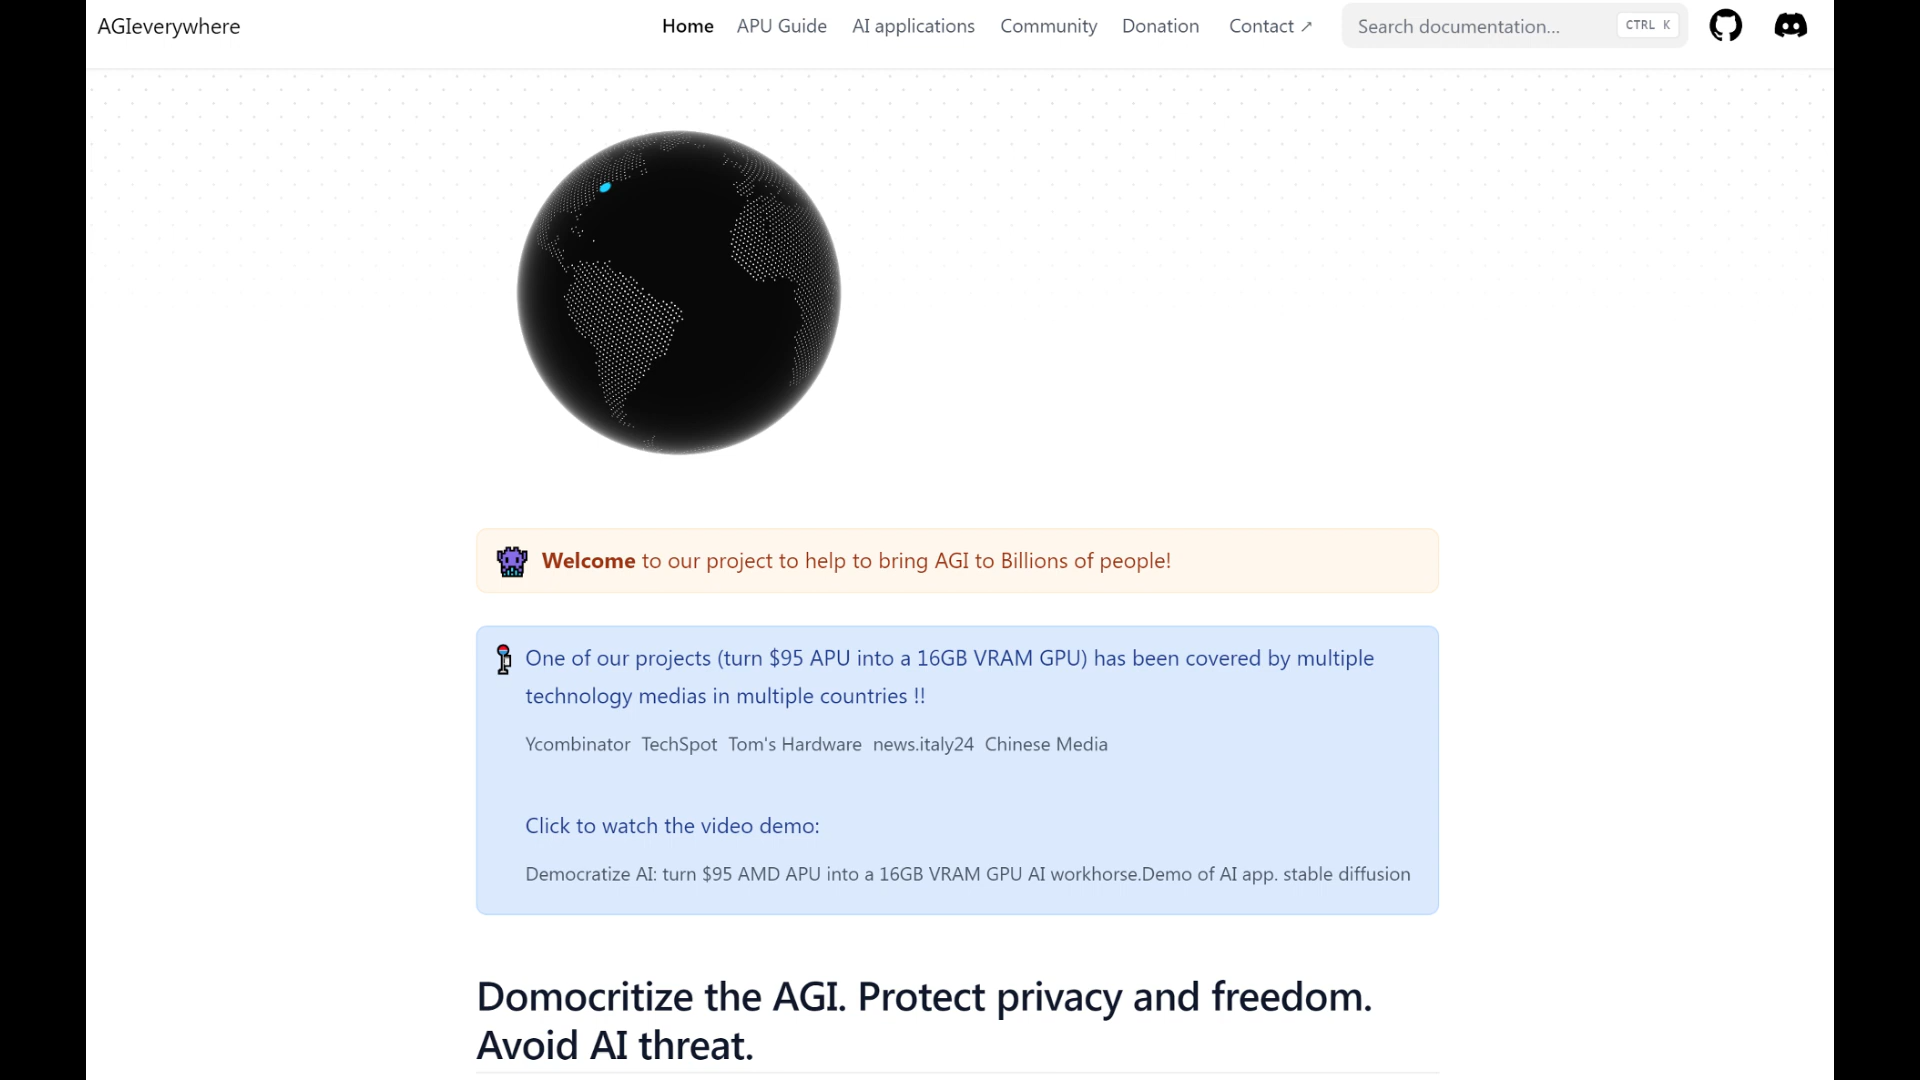 AGIeverywhere
Home APU Guide AI applications Community Donation Contact ↗ Search documentation... CTRL K
Welcome to our project to help to bring AGI to Billions of people!
One of our projects (turn $95 APU into a 16GB VRAM GPU) has been covered by multiple
technology medias in multiple countries !!
Ycombinator TechSpot Tom's Hardware news.italy24 Chinese Media
Click to watch the video demo:
Democratize AI: turn $95 AMD APU into a 16GB VRAM GPU AI workhorse.Demo of AI app. stable diffusion
Domocritize the AGI. Protect privacy and freedom.
Avoid AI threat.